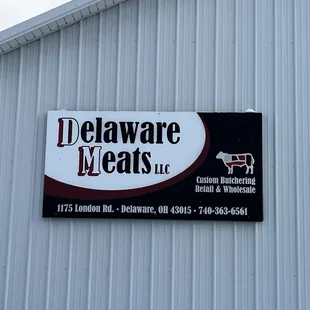 Delaware
Meats LLC
Custom Butchering
Retail & Wholesale
1175 London Rd. • Delaware, OH 43015 • 740-363-6561